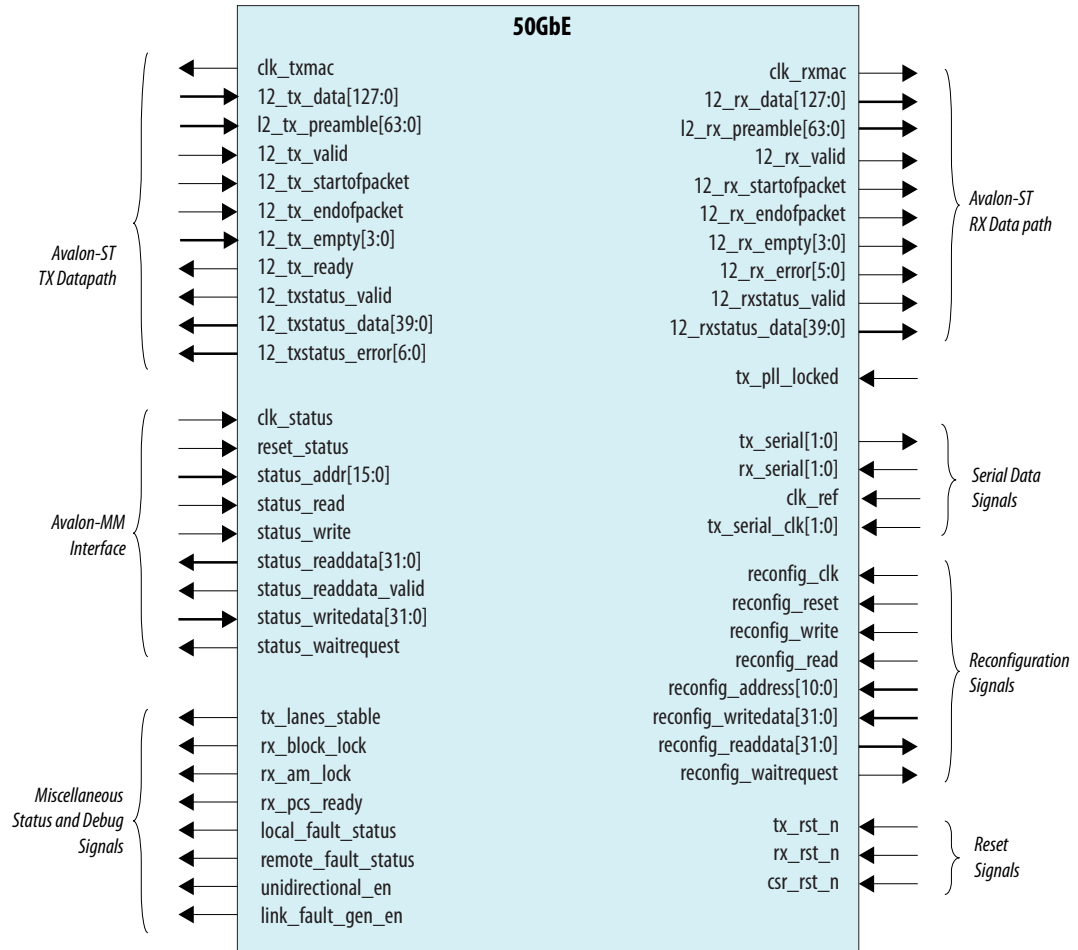 50GbE
Avalon-ST
TX Datapath
clk_txmac
12_tx_data[127:0]
l2_tx_preamble[63:0]
12_tx_valid
12_tx_startofpacket
12_tx_endofpacket
12_tx_empty[3:0]
12_tx_ready
12_txstatus_valid
12_txstatus_data[39:0]
12_txstatus_error[6:0]
Avalon-MM
Interface
clk_status
reset_status
status_addr[15:0]
status_read
status_write
status_readdata[31:0]
status_readdata_valid
status_writedata[31:0]
status_waitrequest
Miscellaneous
Status and Debug
Signals
tx_lanes_stable
rx_block_lock
rx_am_lock
rx_pcs_ready
local_fault_status
remote_fault_status
unidirectional_en
link_fault_gen_en
clk_rxmac
12_rx_data[127:0]
l2_rx_preamble[63:0]
12_rx_valid
12_rx_startofpacket
12_rx_endofpacket
12_rx_empty[3:0]
12_rx_error[5:0]
12_rxstatus_valid
12_rxstatus_data[39:0]
Avalon-ST
RX Data path
tx_pll_locked
tx_serial[1:0]
rx_serial[1:0]
clk_ref
tx_serial_clk[1:0]
Serial Data
Signals
reconfig_clk
reconfig_reset
reconfig_write
reconfig_read
reconfig_address[10:0]
reconfig_writedata[31:0]
reconfig_readdata[31:0]
reconfig_waitrequest
Reconfiguration
Signals
tx_rst_n
rx_rst_n
csr_rst_n
Reset
Signals